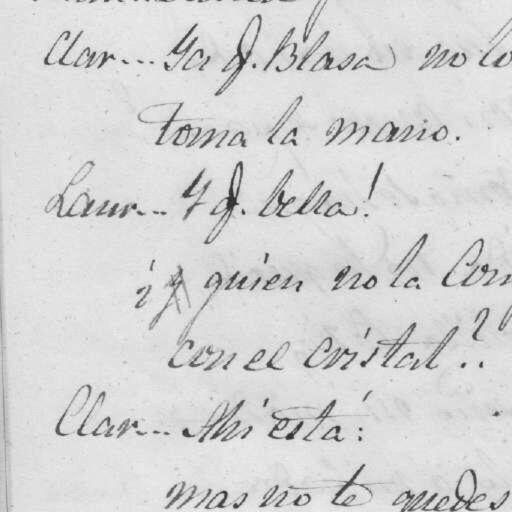 Clar... Ya q.e Blasa no lo
toma la mano.
Laur... Y q.e bella!
¿y quien no la Com
con el cristal?
Clar... Ahi está:
mas no te quedes